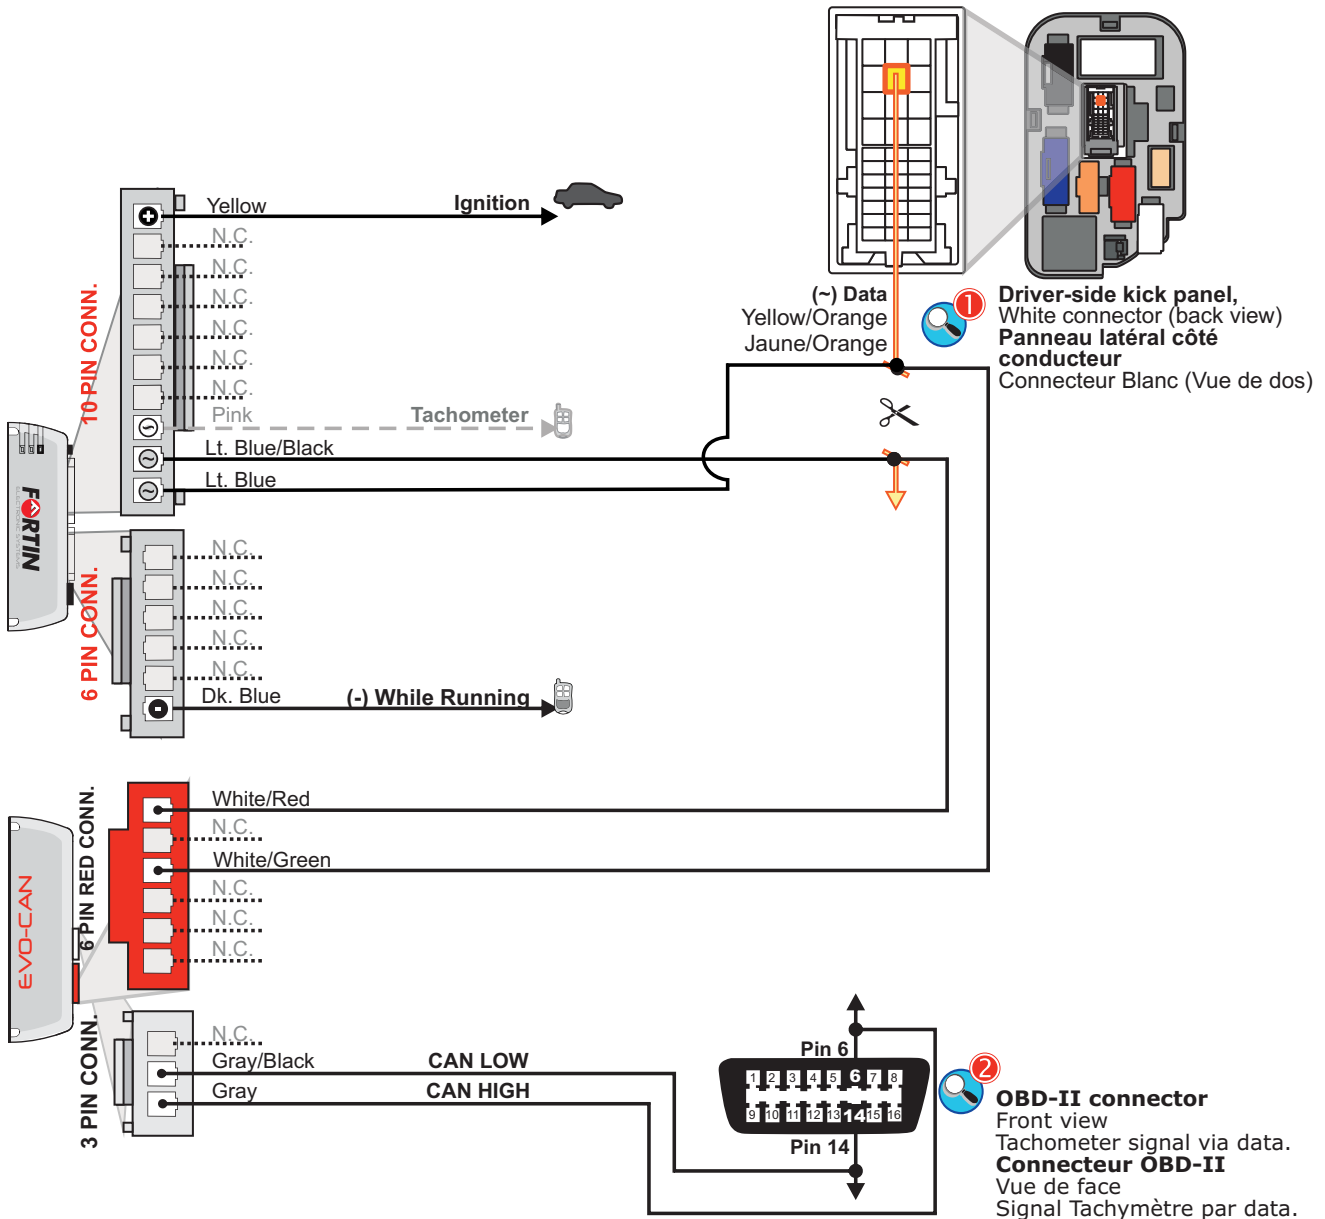 10 PIN CONN.
Yellow
Ignition
N.C.
N.C.
N.C.
N.C.
N.C.
N.C.
Pink
Tachometer
Lt. Blue/Black
Lt. Blue
FORTIN
ELECTRONIC SYSTEMS
6 PIN CONN.
N.C.
N.C.
N.C.
N.C.
N.C.
Dk. Blue
(-) While Running
(~) Data
Yellow/Orange
Jaune/Orange
1
Driver-side kick panel,
White connector (back view)
Panneau latéral côté
conducteur
Connecteur Blanc (Vue de dos)
EVO-CAN
6 PIN RED CONN.
White/Red
N.C.
White/Green
N.C.
N.C.
N.C.
3 PIN CONN.
N.C.
Gray/Black
CAN LOW
Gray
CAN HIGH
Pin 6
1 2 3 4 5 6 7 8
9 10 11 12 13 14 15 16
Pin 14
2
OBD-II connector
Front view
Tachometer signal via data.
Connecteur OBD-II
Vue de face
Signal Tachymètre par data.